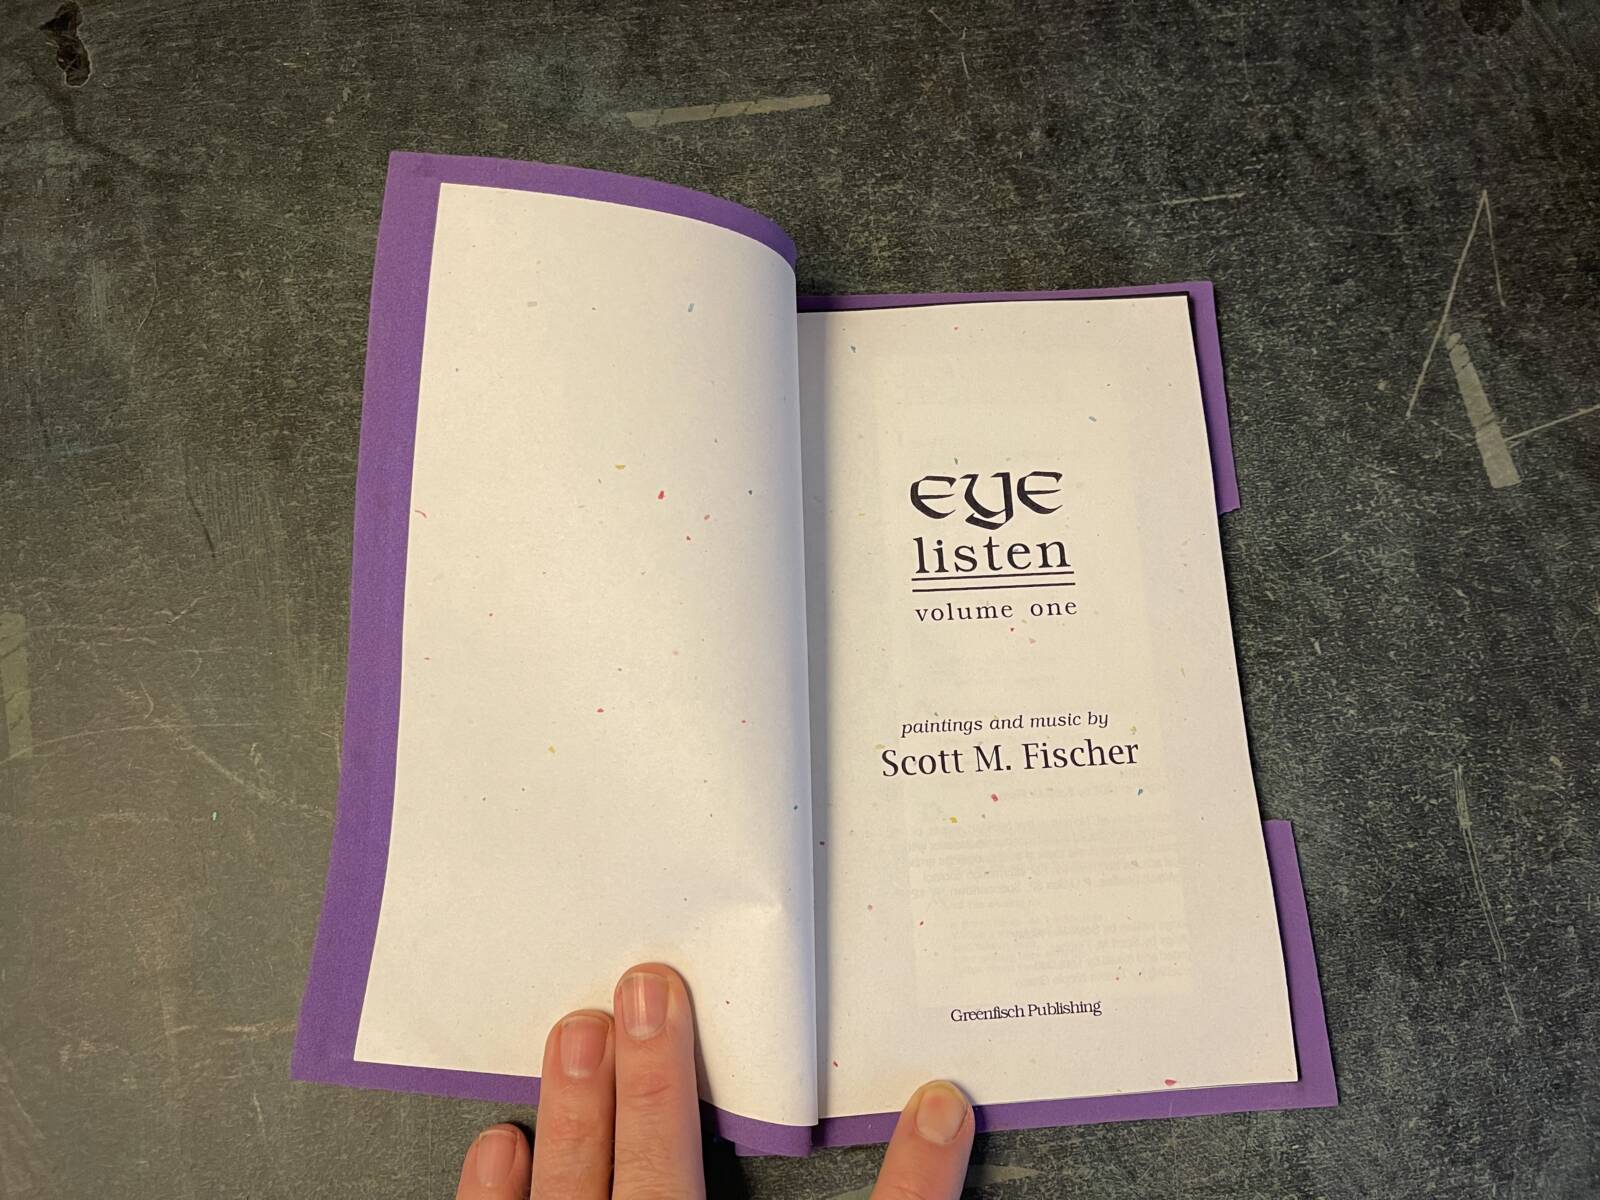 eye
listen
volume one
paintings and music by
Scott M. Fischer
Greenfisch Publishing